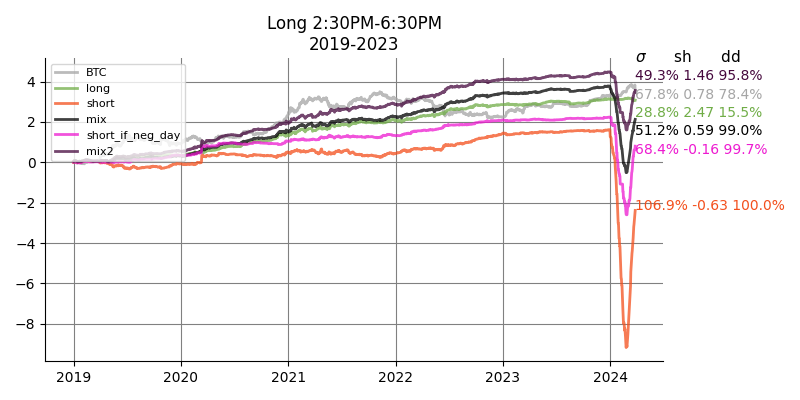 Long 2:30PM-6:30PM
2019-2023
σ sh dd
49.3% 1.46 95.8%
67.8% 0.78 78.4%
28.8% 2.47 15.5%
51.2% 0.59 99.0%
68.4% -0.16 99.7%
106.9% -0.63 100.0%
BTC
long
short
mix
short_if_neg_day
mix2
4
2
0
−2
−4
−6
−8
2019 2020 2021 2022 2023 2024